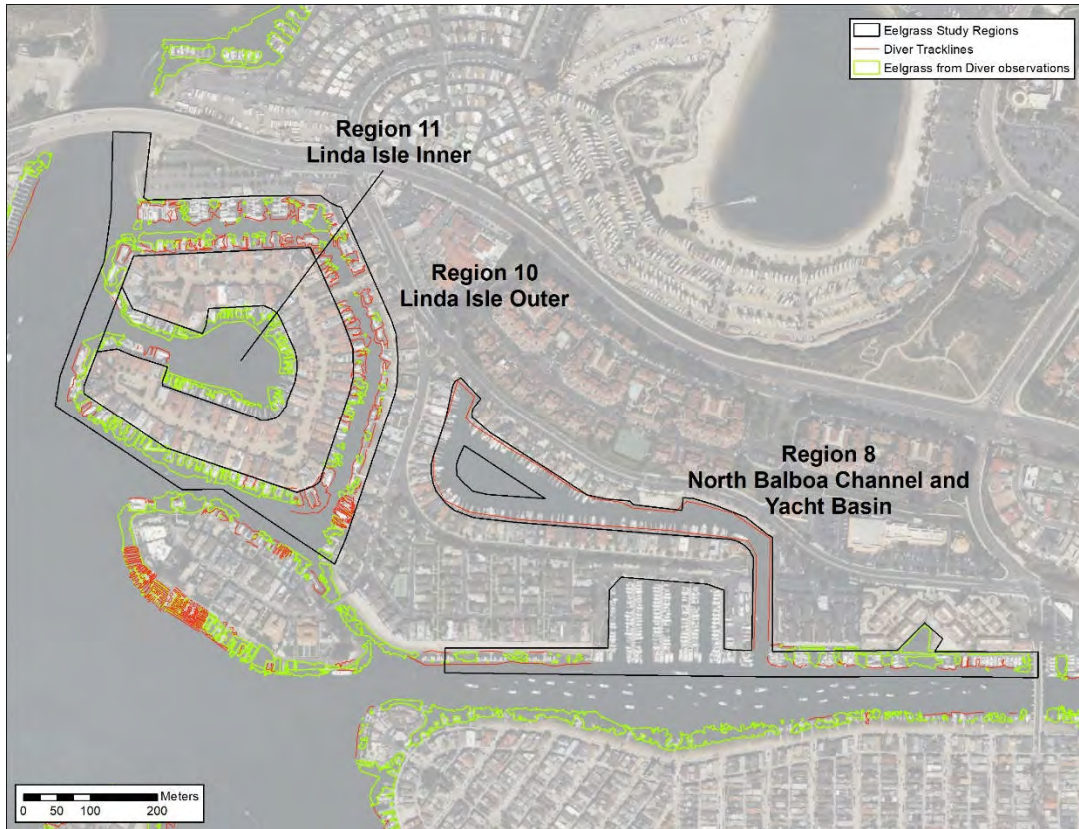 Eelgrass Study Regions
Diver Tracklines
Eelgrass from Diver observations
Region 11
Linda Isle Inner
Region 10
Linda Isle Outer
Region 8
North Balboa Channel and
Yacht Basin
Meters
0 50 100 200